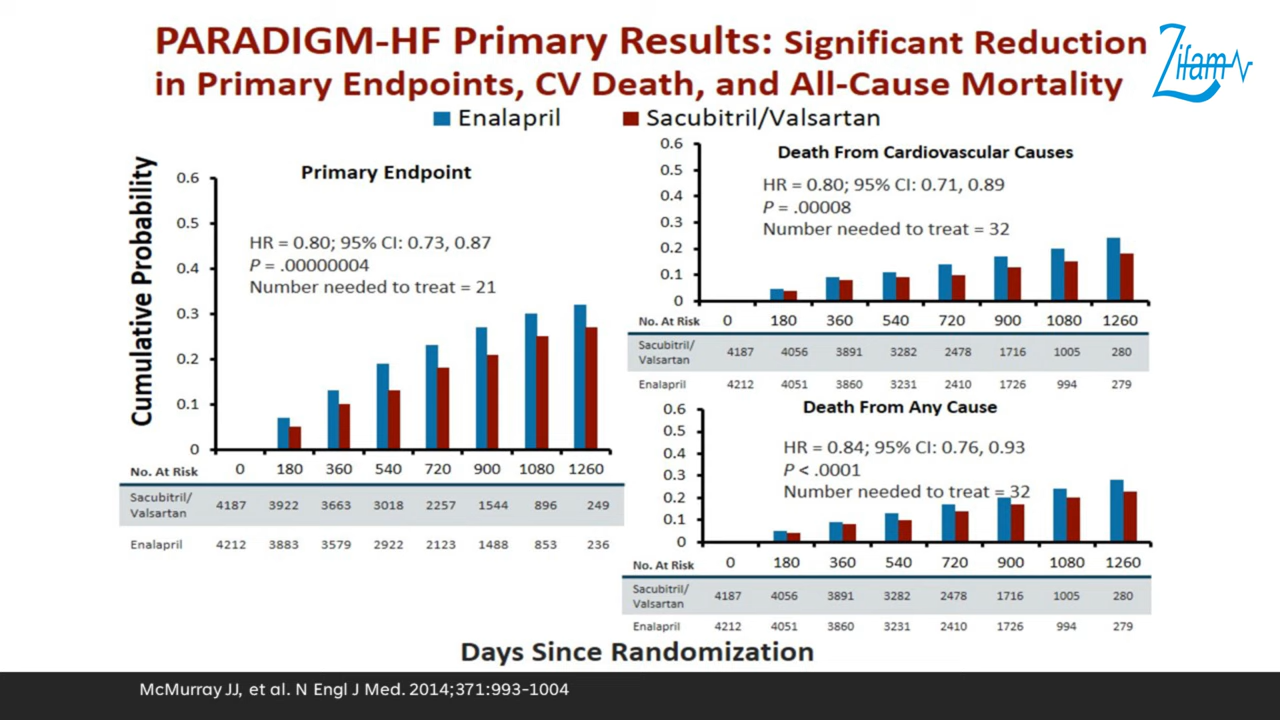 PARADIGM-HF Primary Results: Significant Reduction
in Primary Endpoints, CV Death, and All-Cause Mortality
Zifam
Enalapril
Sacubitril/Valsartan
Cumulative Probability
Primary Endpoint
0.6
0.5
0.4
0.3
0.2
0.1
0
HR = 0.80; 95% CI: 0.73, 0.87
P = .00000004
Number needed to treat = 21
No. At Risk 0 180 360 540 720 900 1080 1260
Sacubitril/
Valsartan 4187 3922 3663 3018 2257 1544 896 249
Enalapril 4212 3883 3579 2922 2123 1488 853 236
Death From Cardiovascular Causes
0.6
0.5
0.4
0.3
0.2
0.1
0
HR = 0.80; 95% CI: 0.71, 0.89
P = .00008
Number needed to treat = 32
No. At Risk 0 180 360 540 720 900 1080 1260
Sacubitril/
Valsartan 4187 4056 3891 3282 2478 1716 1005 280
Enalapril 4212 4051 3860 3231 2410 1726 994 279
Death From Any Cause
0.6
0.5
0.4
0.3
0.2
0.1
0
HR = 0.84; 95% CI: 0.76, 0.93
P < .0001
Number needed to treat = 32
No. At Risk 0 180 360 540 720 900 1080 1260
Sacubitril/
Valsartan 4187 4056 3891 3282 2478 1716 1005 280
Enalapril 4212 4051 3860 3231 2410 1726 994 279
Days Since Randomization
McMurray JJ, et al. N Engl J Med. 2014;371:993-1004